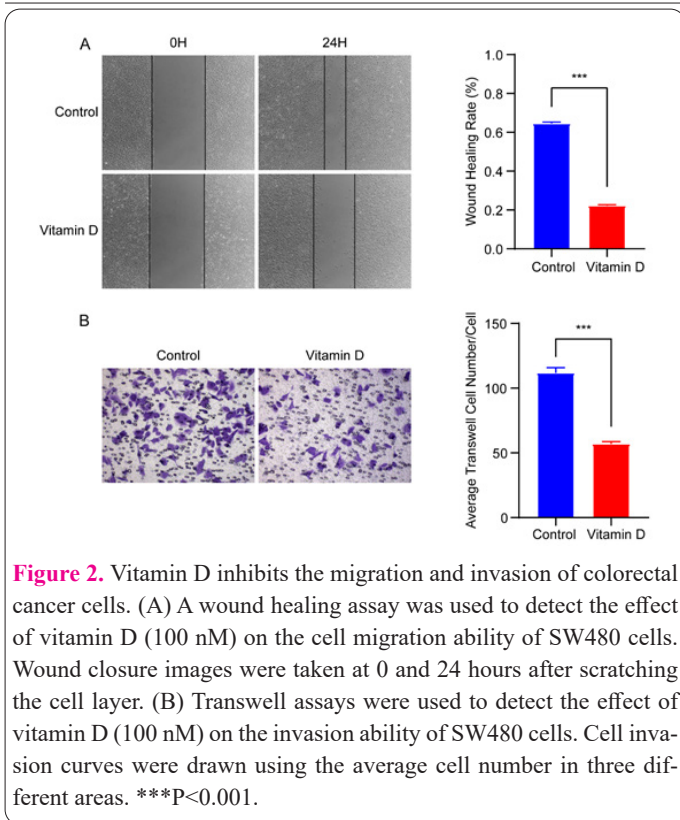 A
0H
24H
Control
Vitamin D
Wound Healing Rate (%)
1.0
0.8
0.6
0.4
0.2
0.0
***
Control
Vitamin D
B
Control
Vitamin D
Average Transwell Cell Number/Cell
150
100
50
0
***
Control
Vitamin D
Figure 2. Vitamin D inhibits the migration and invasion of colorectal
cancer cells. (A) A wound healing assay was used to detect the effect
of vitamin D (100 nM) on the cell migration ability of SW480 cells.
Wound closure images were taken at 0 and 24 hours after scratching
the cell layer. (B) Transwell assays were used to detect the effect of
vitamin D (100 nM) on the invasion ability of SW480 cells. Cell inva-
sion curves were drawn using the average cell number in three dif-
ferent areas. ***P<0.001.